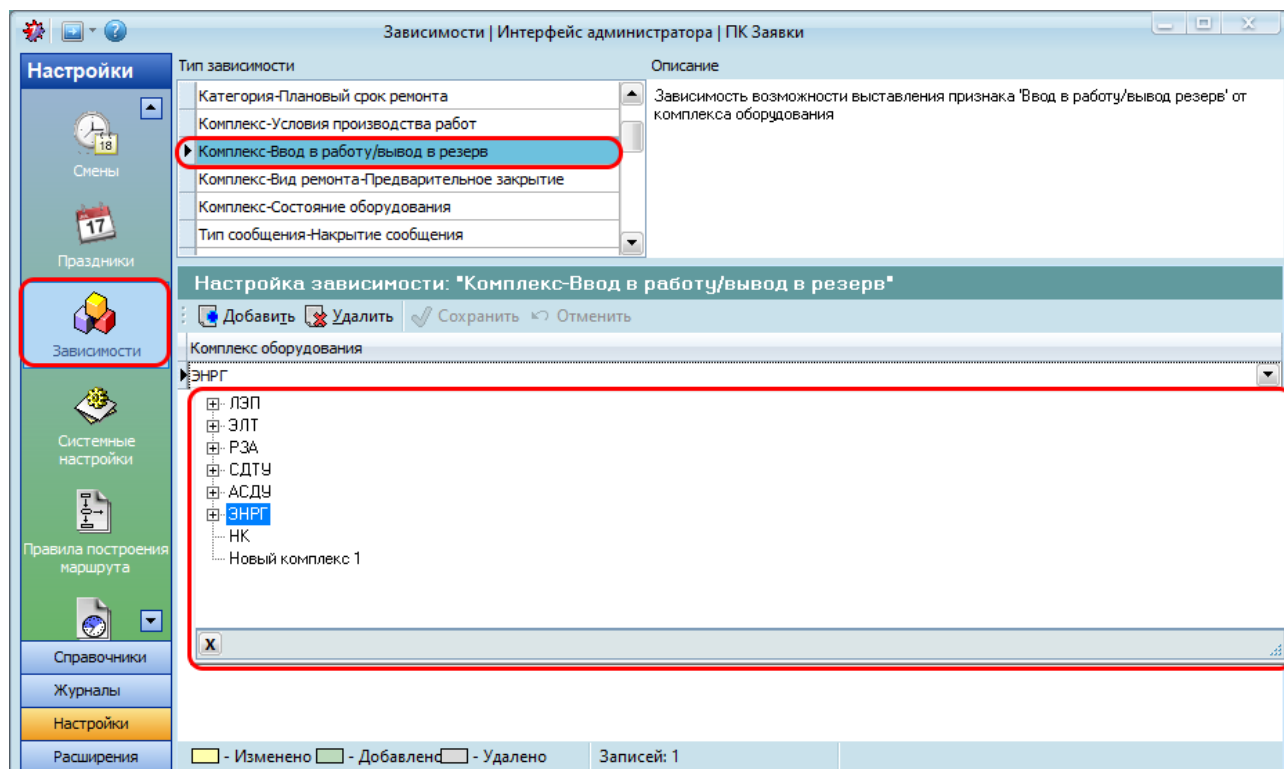 Зависимости | Интерфейс администратора | ПК Заявки
Настройки
18
Смены
17
Праздники
Зависимости
Системные
настройки
Правила построения
маршрута
Справочники
Журналы
Настройки
Расширения
Тип зависимости
Категория-Плановый срок ремонта
Комплекс-Условия производства работ
Комплекс-Ввод в работу/вывод в резерв
Комплекс-Вид ремонта-Предварительное закрытие
Комплекс-Состояние оборудования
Тип сообщения-Накрытие сообщения
Описание
Зависимость возможности выставления признака 'Ввод в работу/вывод резерв' от
комплекса оборудования
Настройка зависимости: "Комплекс-Ввод в работу/вывод в резерв"
Добавить Удалить Сохранить Отменить
Комплекс оборудования
ЭНРГ
ЛЭП
ЭЛТ
РЗА
СДТУ
АСДУ
ЭНРГ
НК
Новый комплекс 1
X
- Изменено - Добавлено - Удалено Записей: 1